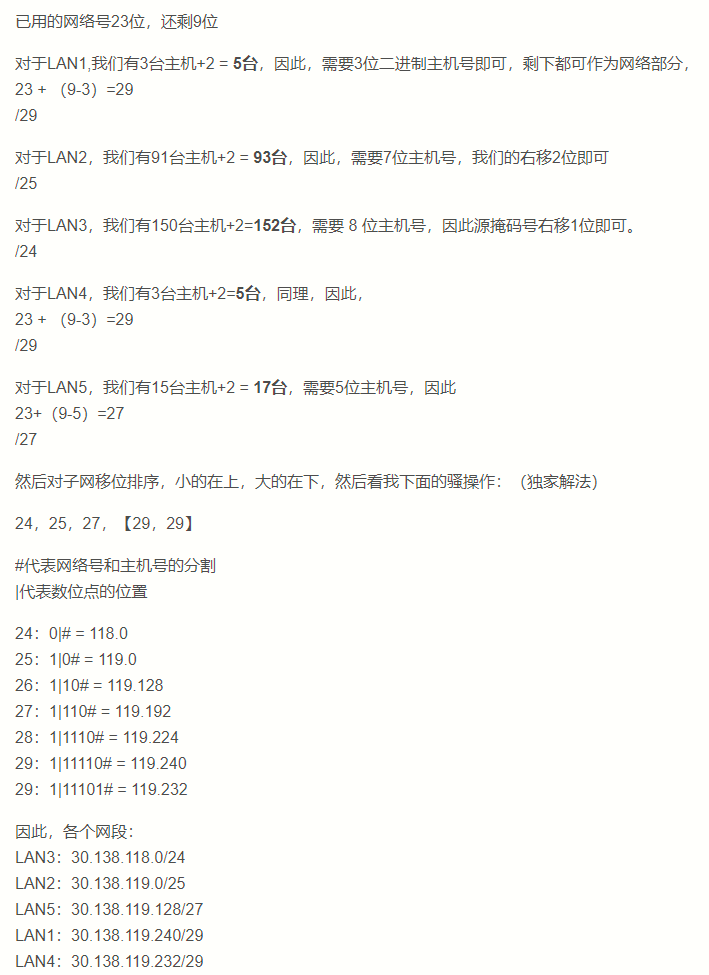 已用的网络号23位，还剩9位
对于LAN1,我们有3台主机+2 = 5台，因此，需要3位二进制主机号即可，剩下都可作为网络部分，
23 + （9-3）=29
/29
对于LAN2，我们有91台主机+2 = 93台，因此，需要7位主机号，我们的右移2位即可
/25
对于LAN3，我们有150台主机+2=152台，需要 8 位主机号，因此源掩码号右移1位即可。
/24
对于LAN4，我们有3台主机+2=5台，同理，因此，
23 + （9-3）=29
/29
对于LAN5，我们有15台主机+2 = 17台，需要5位主机号，因此
23+（9-5）=27
/27
然后对子网移位排序，小的在上，大的在下，然后看我下面的骚操作：（独家解法）
24，25，27，【29，29】
#代表网络号和主机号的分割
|代表数位点的位置
24：0|# = 118.0
25：1|0# = 119.0
26：1|10# = 119.128
27：1|110# = 119.192
28：1|1110# = 119.224
29：1|11110# = 119.240
29：1|11101# = 119.232
因此，各个网段：
LAN3：30.138.118.0/24
LAN2：30.138.119.0/25
LAN5：30.138.119.128/27
LAN1：30.138.119.240/29
LAN4：30.138.119.232/29